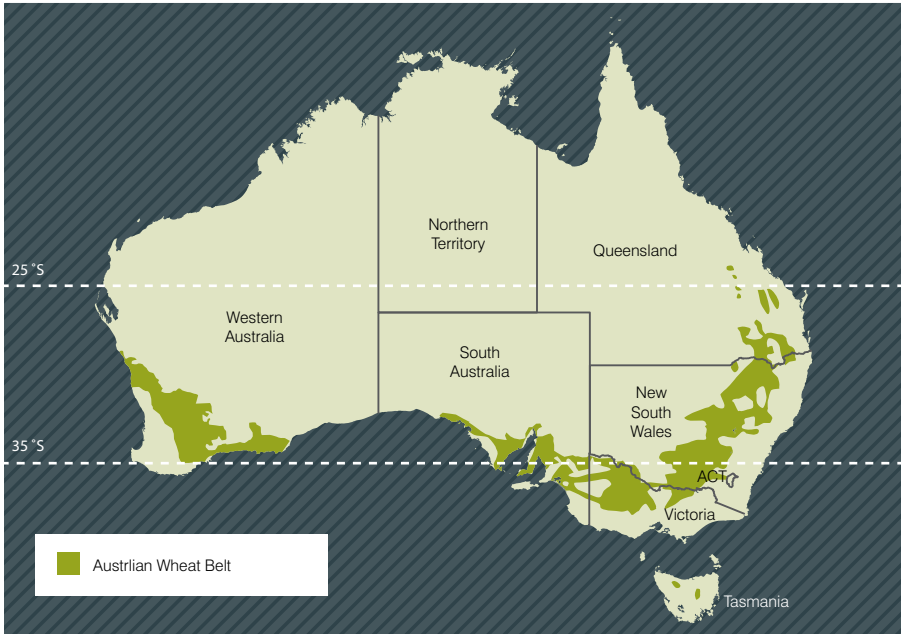 Northern
Territory
Queensland
25°S
Western
Australia
South
Australia
New
South
Wales
35°S
ACT
Victoria
Austrlian Wheat Belt
Tasmania